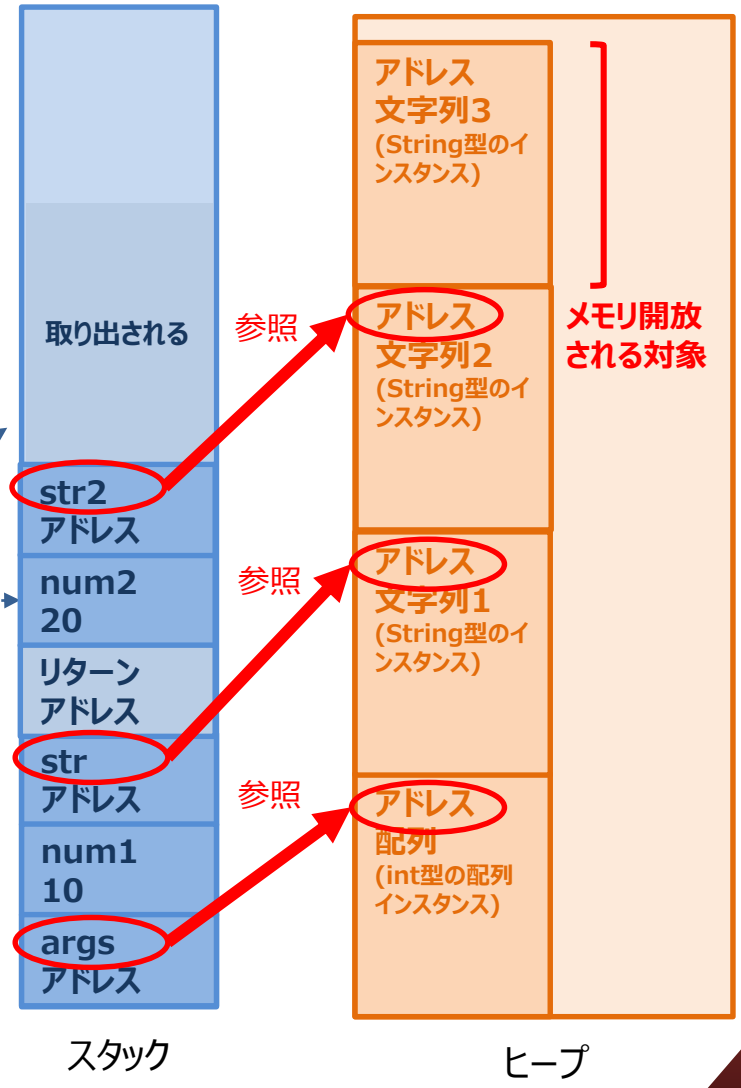 取り出される
str2
アドレス
num2
20
リターン
アドレス
str
アドレス
num1
10
args
アドレス
スタック
参照
参照
参照
アドレス
文字列3
(String型のイ
ンスタンス)
アドレス
文字列2
(String型のイ
ンスタンス)
アドレス
文字列1
(String型のイ
ンスタンス)
アドレス
配列
(int型の配列
インスタンス)
メモリ開放
される対象
ヒープ